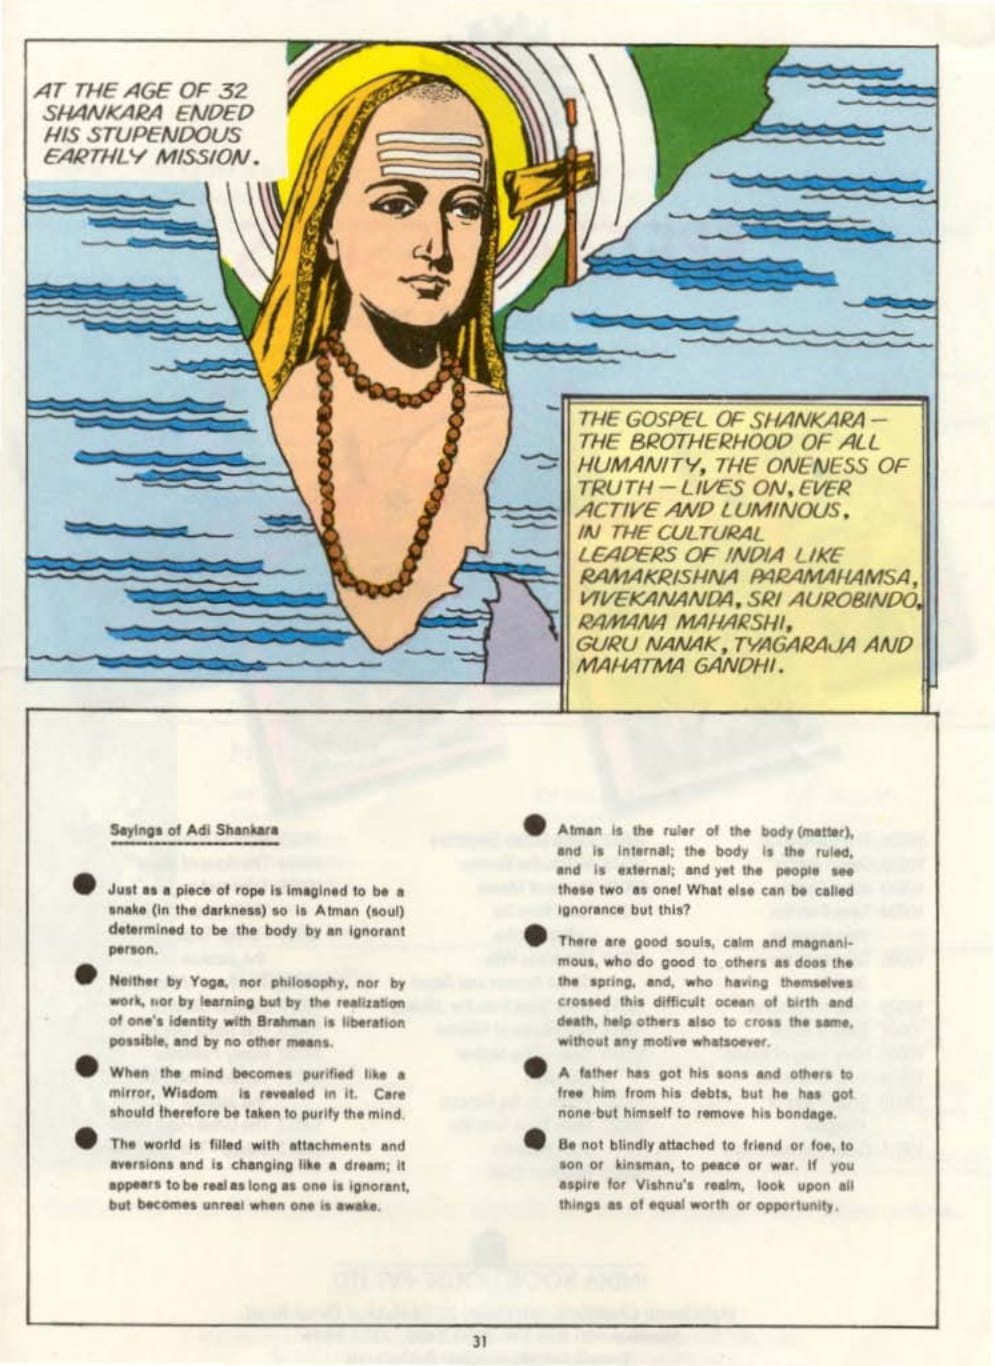 AT THE AGE OF 32
SHANKARA ENDED
HIS STUPENDOUS
EARTHLY MISSION.
THE GOSPEL OF SHANKARA —
THE BROTHERHOOD OF ALL
HUMANITY, THE ONENESS OF
TRUTH — LIVES ON, EVER
ACTIVE AND LUMINOUS,
IN THE CULTURAL
LEADERS OF INDIA LIKE
RAMAKRISHNA PARAMAHAMSA,
VIVEKANANDA, SRI AUROBINDO,
RAMANA MAHARSHI,
GURU NANAK, TYAGARAJA AND
MAHATMA GANDHI.
Sayings of Adi Shankara
Just as a piece of rope is imagined to be a
snake (in the darkness) so is Atman (soul)
determined to be the body by an ignorant
person.
Neither by Yoga, nor philosophy, nor by
work, nor by learning but by the realization
of one's identity with Brahman is liberation
possible, and by no other means.
When the mind becomes purified like a
mirror, Wisdom is revealed in it. Care
should therefore be taken to purify the mind.
The world is filled with attachments and
aversions and is changing like a dream; it
appears to be real as long as one is ignorant,
but becomes unreal when one is awake.
Atman is the ruler of the body (matter),
and is internal; the body is the ruled,
and is external; and yet the people see
these two as one! What else can be called
ignorance but this?
There are good souls, calm and magnani-
mous, who do good to others as does the
the spring, and, who having themselves
crossed this difficult ocean of birth and
death, help others also to cross the same,
without any motive whatsoever.
A father has got his sons and others to
free him from his debts, but he has got
none but himself to remove his bondage.
Be not blindly attached to friend or foe, to
son or kinsman, to peace or war. If you
aspire for Vishnu's realm, look upon all
things as of equal worth or opportunity.
31